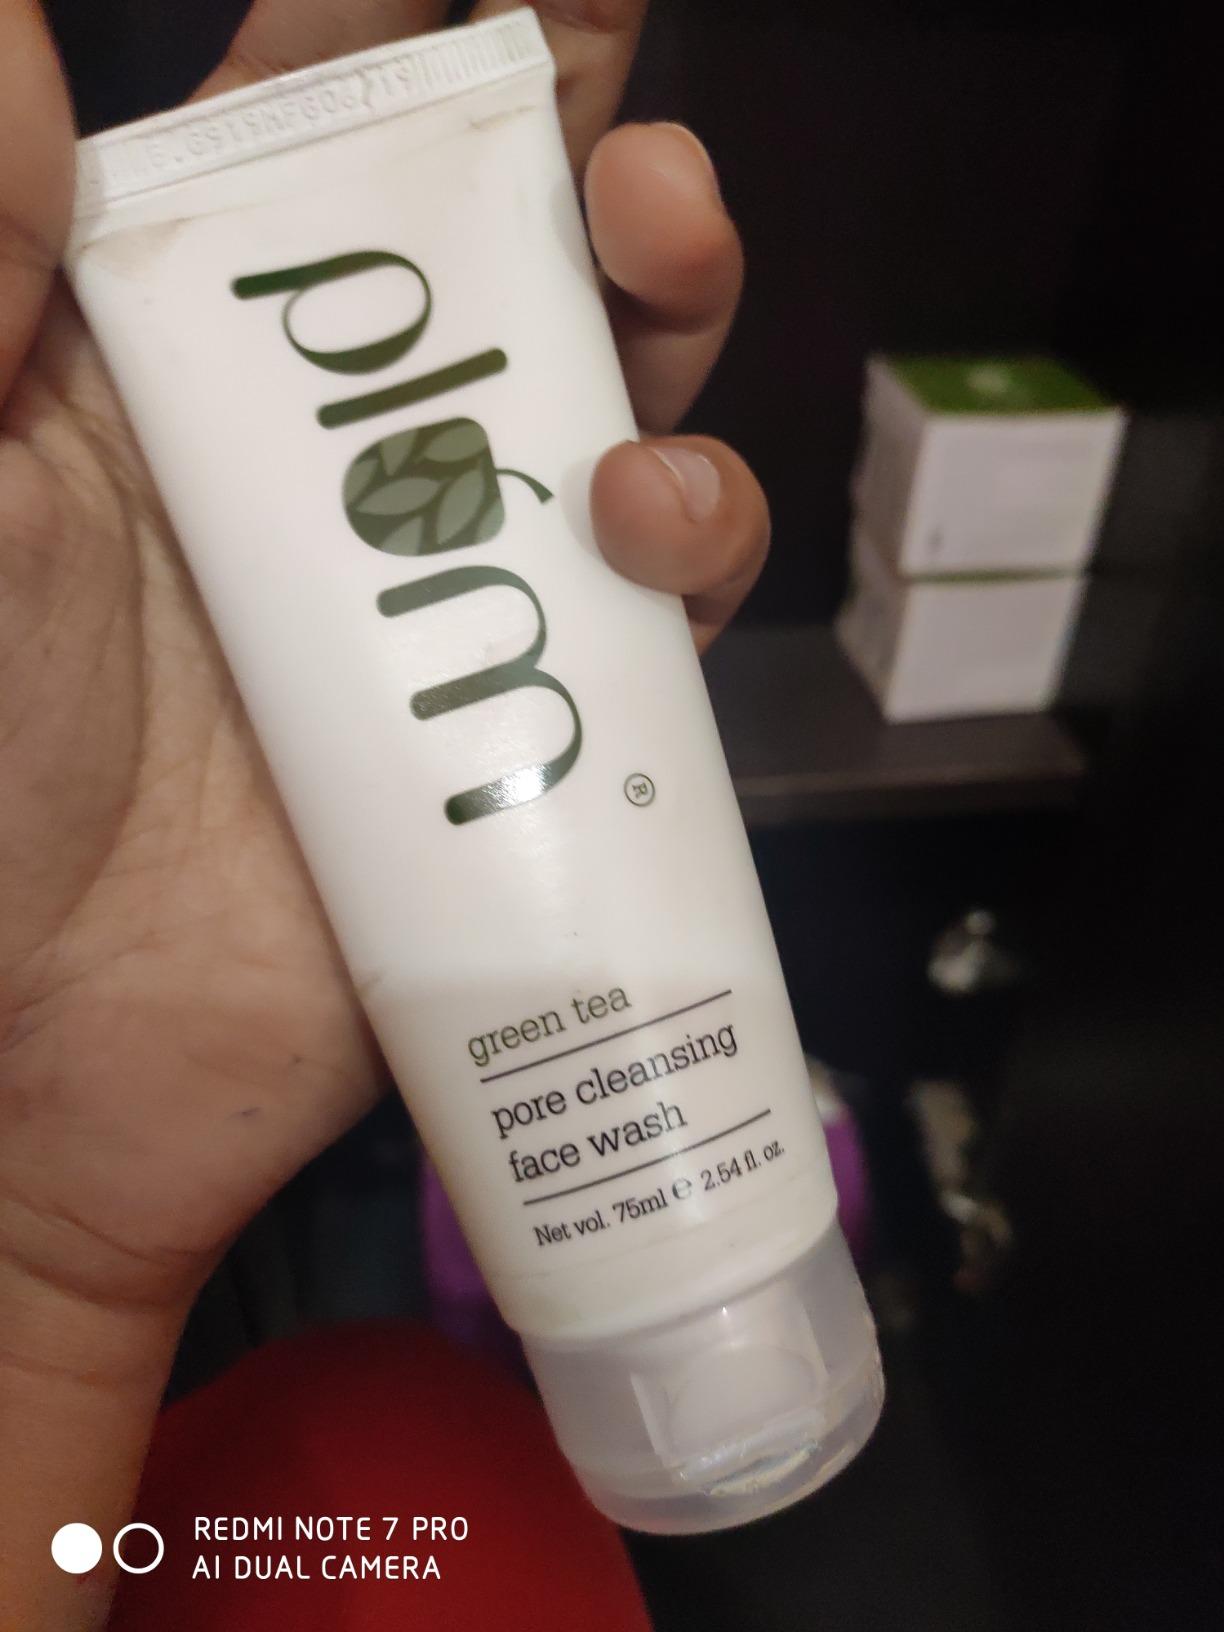 plum
®
green tea
pore cleansing
face wash
Net vol. 75ml e 2.54 fl. oz.
REDMI NOTE 7 PRO
AI DUAL CAMERA